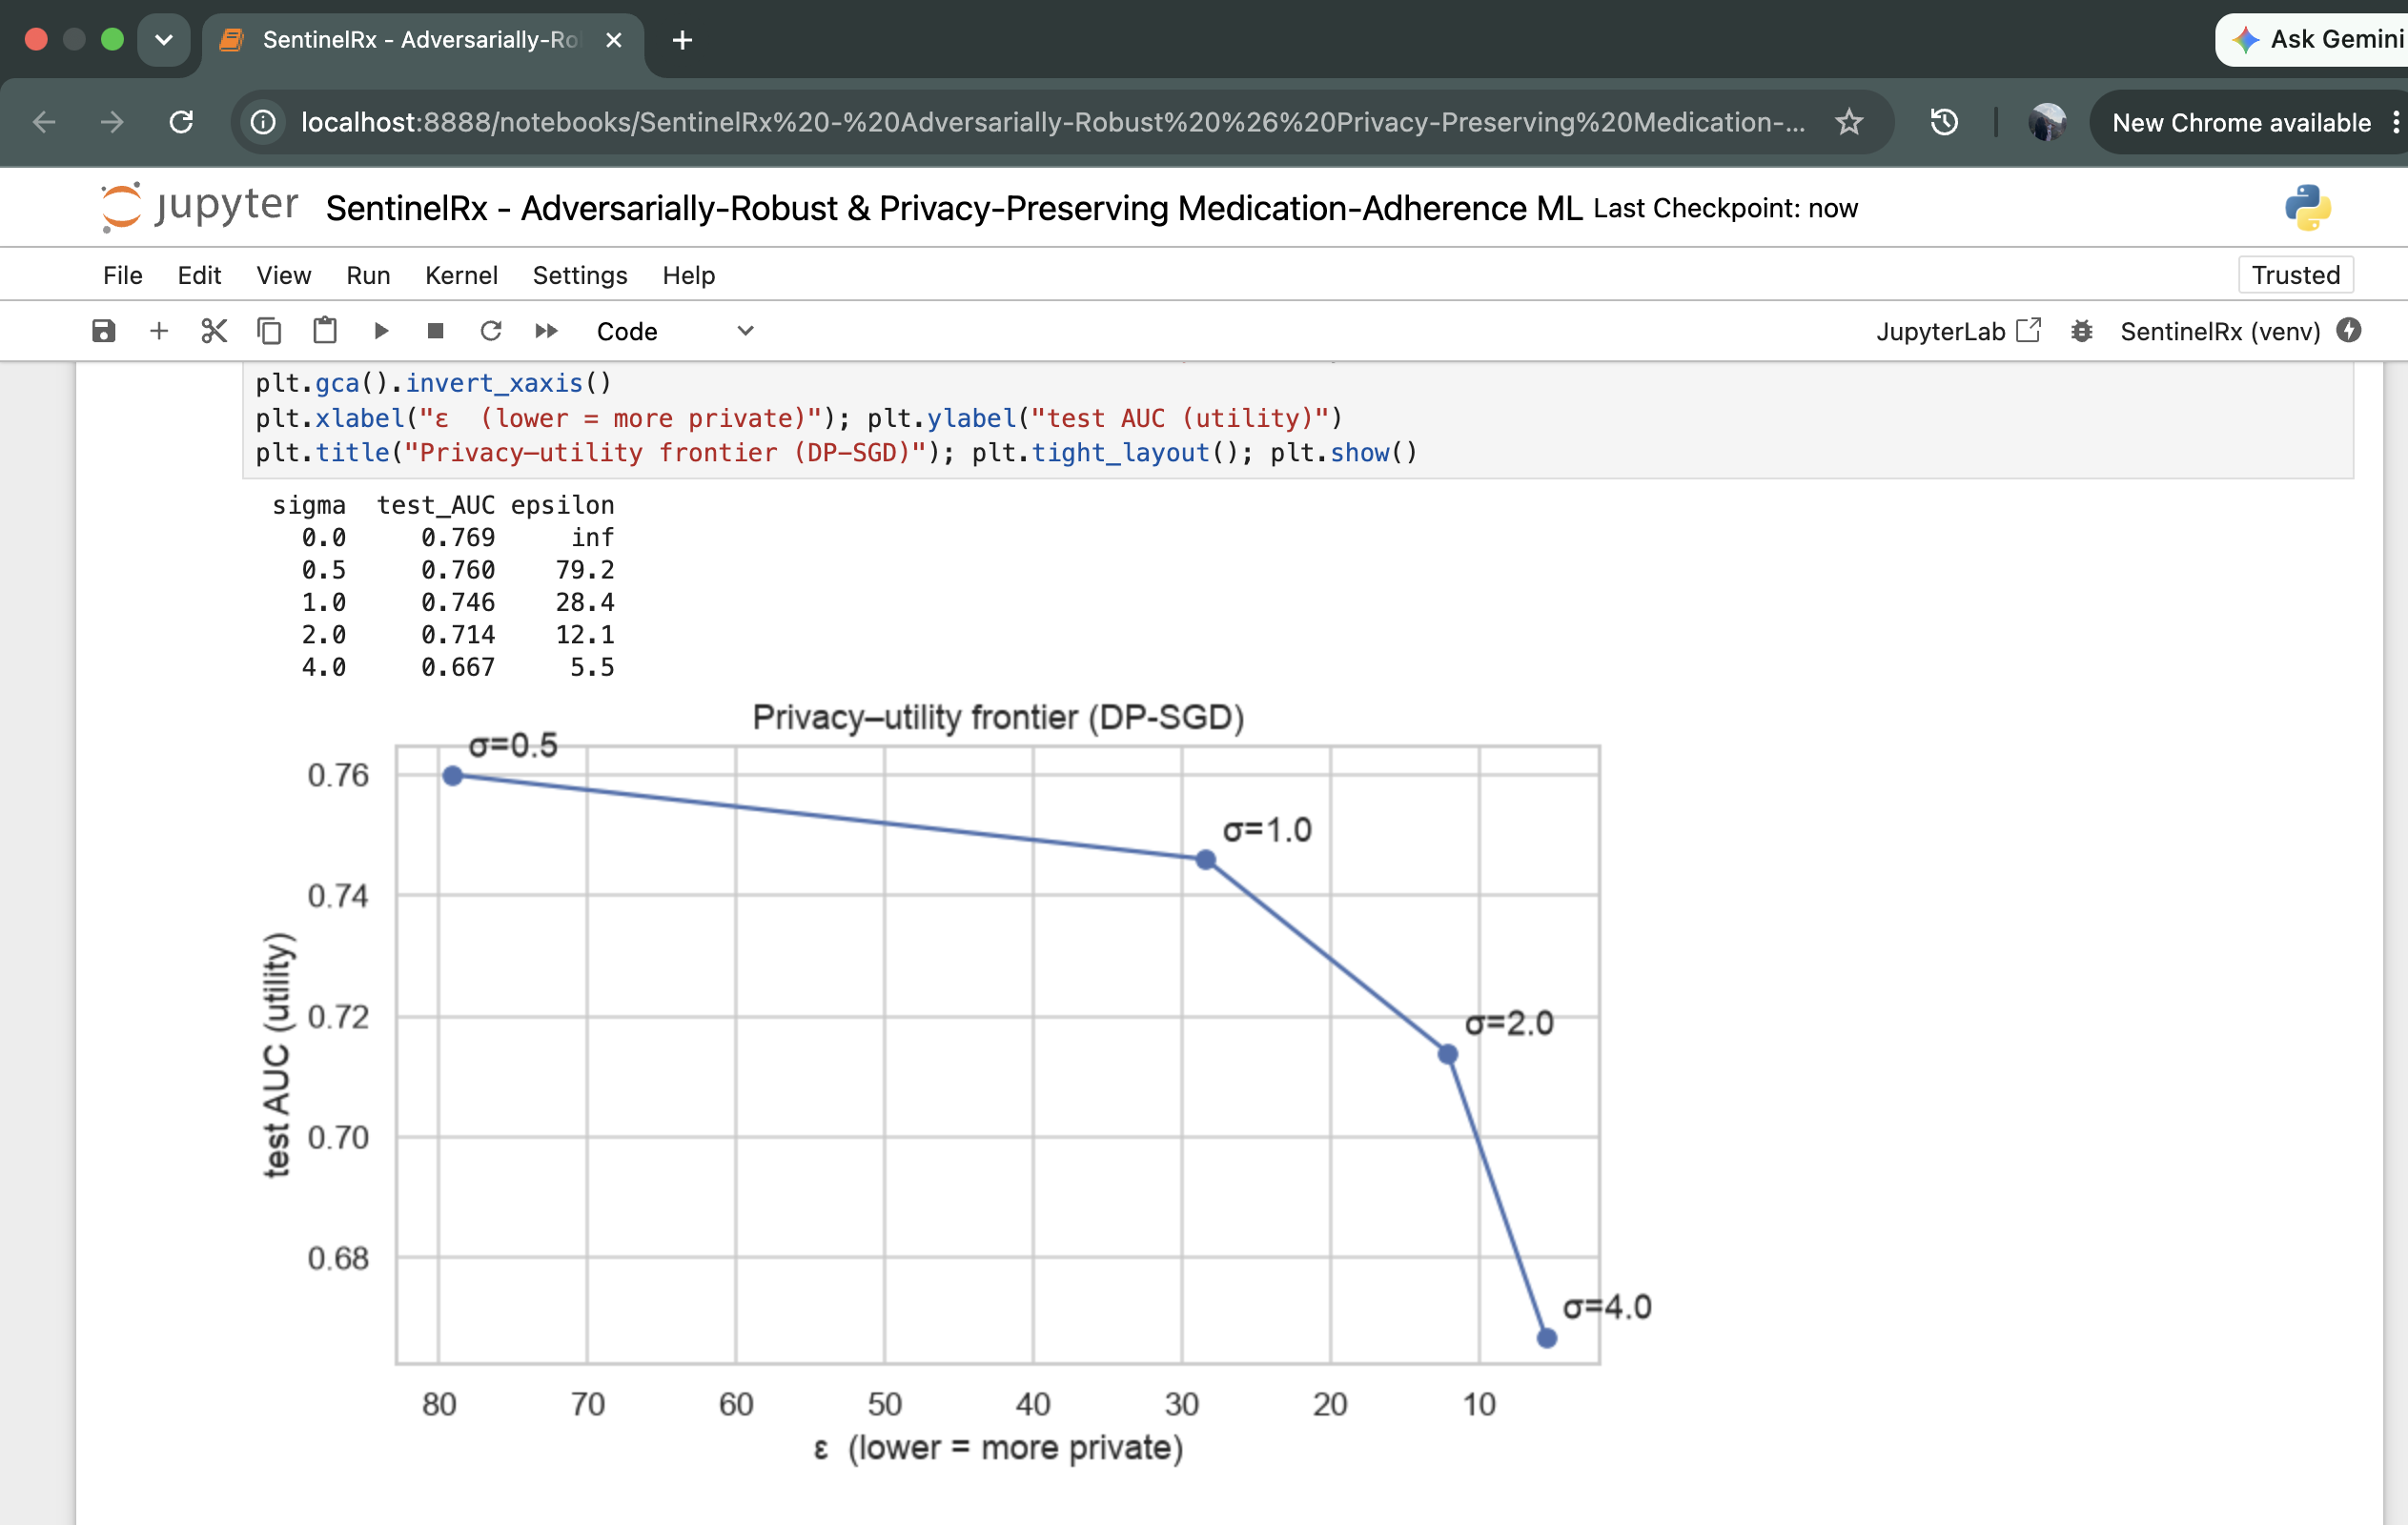 SentinelRx - Adversarially-Ro
Ask Gemini
localhost:8888/notebooks/SentinelRx%20-%20Adversarially-Robust%20%26%20Privacy-Preserving%20Medication-...
New Chrome available
jupyter SentinelRx - Adversarially-Robust & Privacy-Preserving Medication-Adherence ML Last Checkpoint: now
File Edit View Run Kernel Settings Help
Trusted
Code
JupyterLab
SentinelRx (venv)
plt.gca().invert_xaxis()
plt.xlabel("ε  (lower = more private)"); plt.ylabel("test AUC (utility)")
plt.title("Privacy–utility frontier (DP–SGD)"); plt.tight_layout(); plt.show()
sigma  test_AUC epsilon
0.0 0.769 inf
0.5 0.760 79.2
1.0 0.746 28.4
2.0 0.714 12.1
4.0 0.667 5.5
Privacy–utility frontier (DP-SGD)
σ=0.5
0.76
σ=1.0
0.74
σ=2.0
0.72
test AUC (utility)
0.70
0.68
σ=4.0
80 70 60 50 40 30 20 10
ε  (lower = more private)